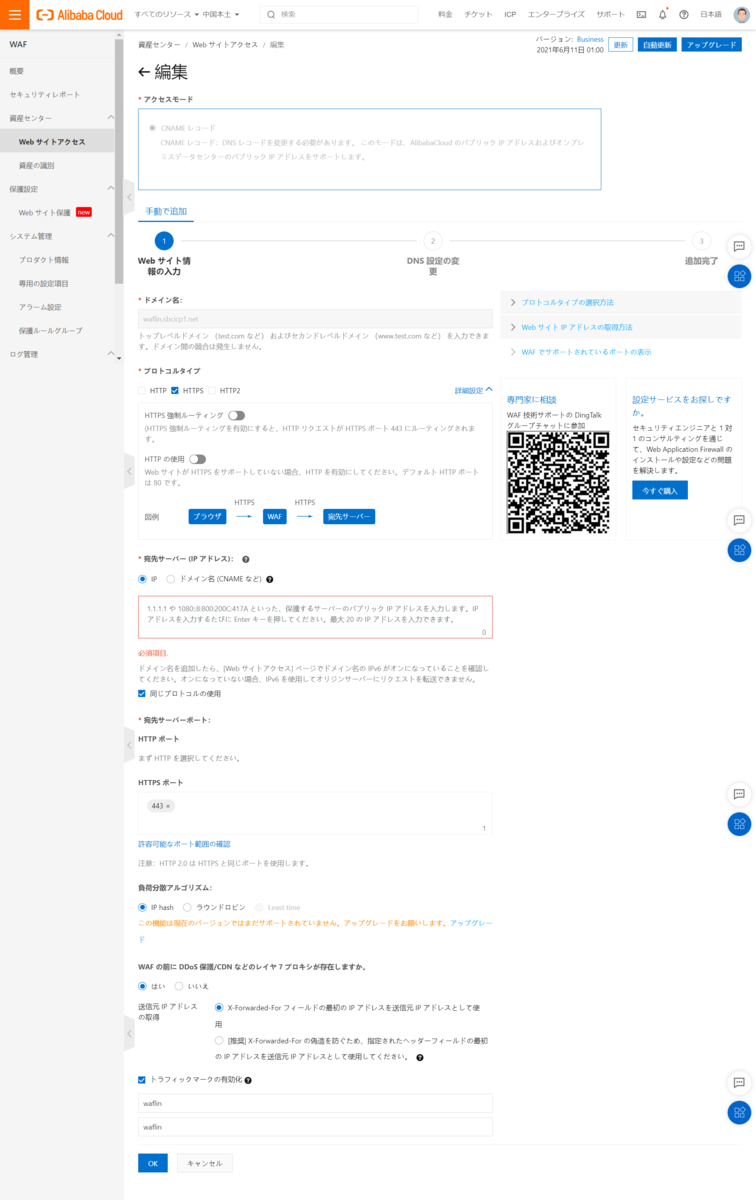 Alibaba Cloud
すべてのリソース
中国本土
検索
料金
チケット
ICP
エンタープライズ
サポート
日本語
WAF
概要
セキュリティレポート
資産センター
Web サイトアクセス
資産の識別
保護設定
Web サイト保護 new
システム管理
プロダクト情報
専用の設定項目
アラーム設定
保護ルールグループ
ログ管理
資産センター / Web サイトアクセス / 編集
バージョン: Business
2021年6月11日 01:00
更新
自動更新
アップグレード
← 編集
* アクセスモード
CNAME レコード
CNAME レコード: DNS レコードを変更する必要があります。 このモードは、AlibabaCloud のパブリック IP アドレスおよびオンプレ
ミスデータセンターのパブリック IP アドレスをサポートします。
手動で追加
1
2
3
Web サイト情
報の入力
DNS 設定の変
更
追加完了
* ドメイン名:
waflin.sbcloud1.net
トップレベルドメイン (test.com など) およびセカンドレベルドメイン (www.test.com など) を入力できま
す。ドメイン間の競合は発生しません。
プロトコルタイプの選択方法
Web サイト IP アドレスの取得方法
WAF でサポートされているポートの表示
* プロトコルタイプ
HTTP
HTTPS
HTTP2
詳細設定
HTTPS 強制ルーティング
(HTTPS 強制ルーティングを有効にすると、HTTP リクエストが HTTPS ポート 443 にルーティングされま
す。
HTTP の使用
Web サイトが HTTPS をサポートしていない場合、HTTP を有効にしてください。デフォルト HTTP ポート
は 80 です。
HTTPS
HTTPS
図例
ブラウザ
WAF
宛先サーバー
専門家に相談
WAF 技術サポートの DingTalk
グループチャットに参加
設定サービスをお探しです
か。
セキュリティエンジニアと 1 対
1 のコンサルティングを通じ
て、Web Application Firewall の
インストールや設定などの問題
を解決します。
今すぐ購入
* 宛先サーバー (IP アドレス) :
IP
ドメイン名 (CNAME など)
1.1.1.1 や 1080::8:800:200C:417A といった、保護するサーバーのパブリック IP アドレスを入力します。IP
アドレスを入力するたびに Enter キーを押してください。最大 20 の IP アドレスを入力できます。
0
必須項目.
ドメイン名を追加したら、[Web サイトアクセス] ページでドメイン名の IPv6 がオンになっていることを確認し
てください。オンになっていない場合、IPv6 を使用してオリジンサーバーにリクエストを転送できません。
同じプロトコルの使用
* 宛先サーバーポート:
HTTP ポート
まず HTTP を選択してください。
HTTPS ポート
443 ×
1
許容可能なポート範囲の確認
注意: HTTP 2.0 は HTTPS と同じポートを使用します。
負荷分散アルゴリズム:
IP hash
ラウンドロビン
Least time
この機能は現在のバージョンではまだサポートされていません。アップグレードをお願いします。アップグレー
ド
WAF の前に DDoS 保護/CDN などのレイヤ 7 プロキシが存在しますか。
はい
いいえ
送信元 IP アドレス
の取得
X-Forwarded-For フィールドの最初の IP アドレスを送信元 IP アドレスとして使
用
[推奨] X-Forwarded-For の偽造を防ぐため、指定されたヘッダーフィールドの最初
の IP アドレスを送信元 IP アドレスとして使用してください。
トラフィックマークの有効化
waflin
waflin
OK
キャンセル